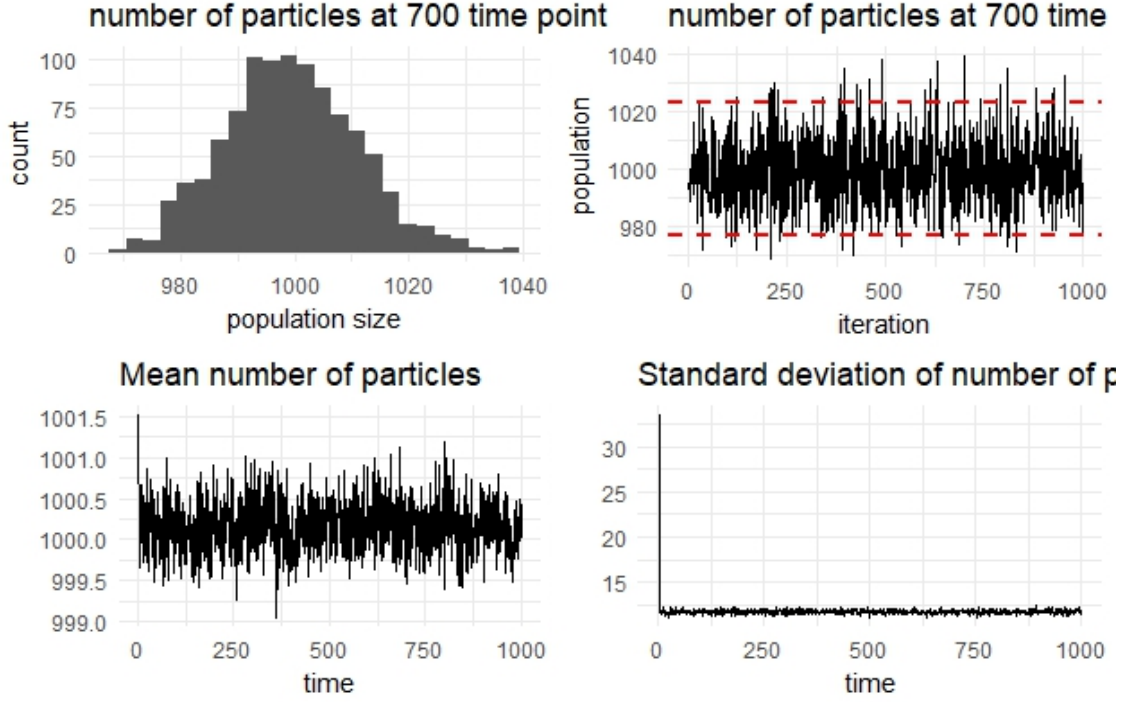 number of particles at 700 time point
count
100
75
50
25
0
980 1000 1020 1040
population size
number of particles at 700 time
population
1040
1020
1000
980
0 250 500 750 1000
iteration
Mean number of particles
1001.5
1001.0
1000.5
1000.0
999.5
999.0
0 250 500 750 1000
time
Standard deviation of number of p
30
25
20
15
0 250 500 750 1000
time